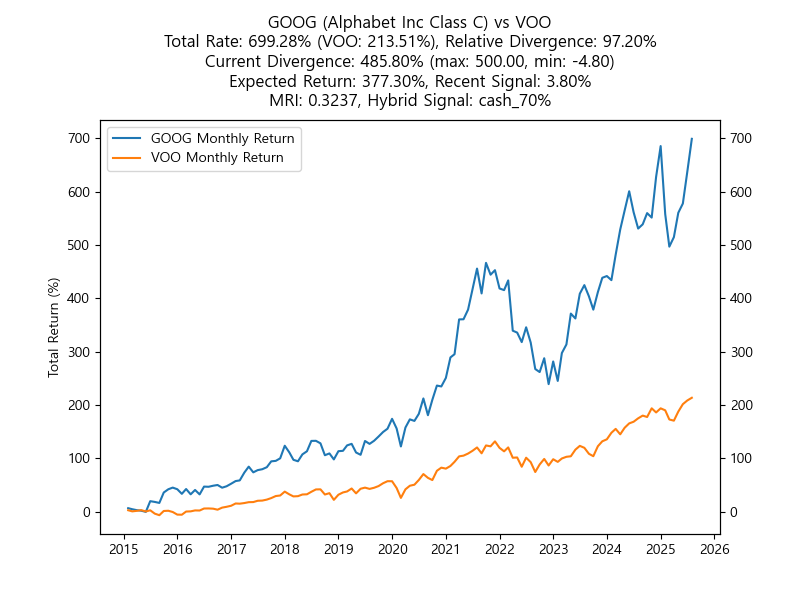 GOOG (Alphabet Inc Class C) vs VOO
Total Rate: 699.28% (VOO: 213.51%), Relative Divergence: 97.20%
Current Divergence: 485.80% (max: 500.00, min: -4.80)
Expected Return: 377.30%, Recent Signal: 3.80%
MRI: 0.3237, Hybrid Signal: cash_70%
GOOG Monthly Return
VOO Monthly Return
Total Return (%)
700
600
500
400
300
200
100
0
700
600
500
400
300
200
100
0
2015 2016 2017 2018 2019 2020 2021 2022 2023 2024 2025 2026